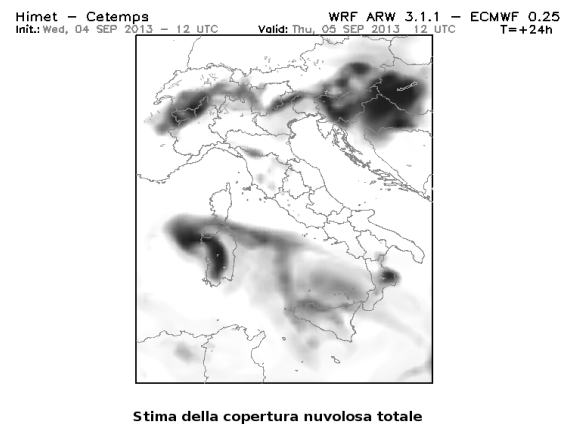 Himet – Cetemps WRF ARW 3.1.1 – ECMWF 0.25
Init.: Wed, 04 SEP 2013 – 12 UTC Valid: Thu, 05 SEP 2013 12 UTC T=+24h
Stima della copertura nuvolosa totale